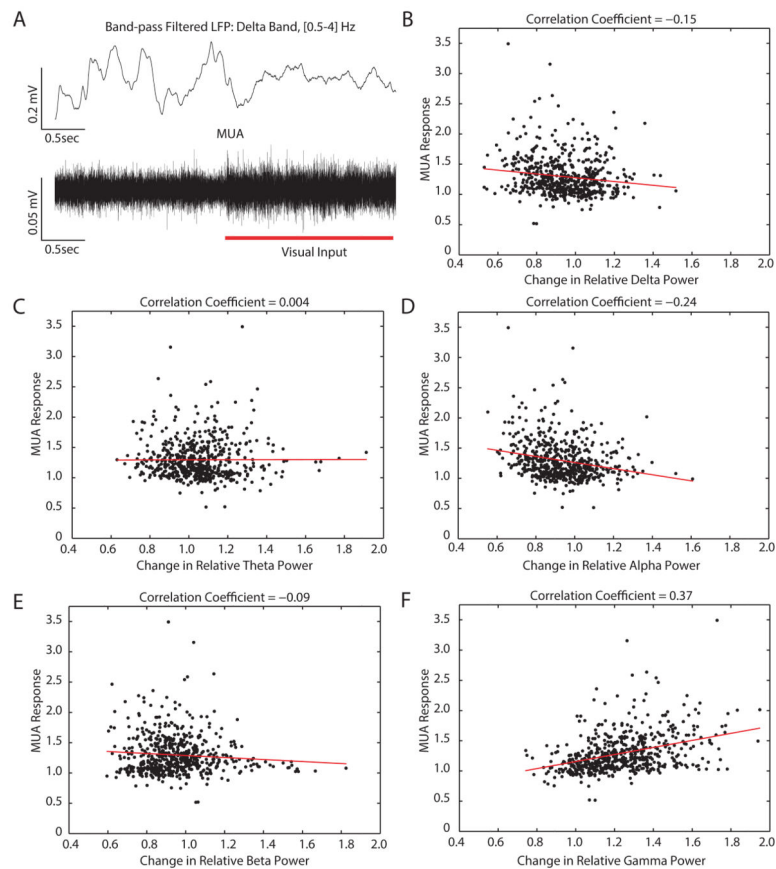 A
Band-pass Filtered LFP: Delta Band, [0.5-4] Hz
0.2 mV
0.5sec
MUA
0.05 mV
0.5sec
Visual Input
B
Correlation Coefficient = −0.15
MUA Response
3.5
3.0
2.5
2.0
1.5
1.0
0.5
0
0.4 0.6 0.8 1.0 1.2 1.4 1.6 1.8 2.0
Change in Relative Delta Power
C
Correlation Coefficient = 0.004
MUA Response
3.5
3.0
2.5
2.0
1.5
1.0
0.5
0
0.4 0.6 0.8 1.0 1.2 1.4 1.6 1.8 2.0
Change in Relative Theta Power
D
Correlation Coefficient = −0.24
MUA Response
3.5
3.0
2.5
2.0
1.5
1.0
0.5
0
0.4 0.6 0.8 1.0 1.2 1.4 1.6 1.8 2.0
Change in Relative Alpha Power
E
Correlation Coefficient = −0.09
MUA Response
3.5
3.0
2.5
2.0
1.5
1.0
0.5
0
0.4 0.6 0.8 1.0 1.2 1.4 1.6 1.8 2.0
Change in Relative Beta Power
F
Correlation Coefficient = 0.37
MUA Response
3.5
3.0
2.5
2.0
1.5
1.0
0.5
0
0.4 0.6 0.8 1.0 1.2 1.4 1.6 1.8 2.0
Change in Relative Gamma Power